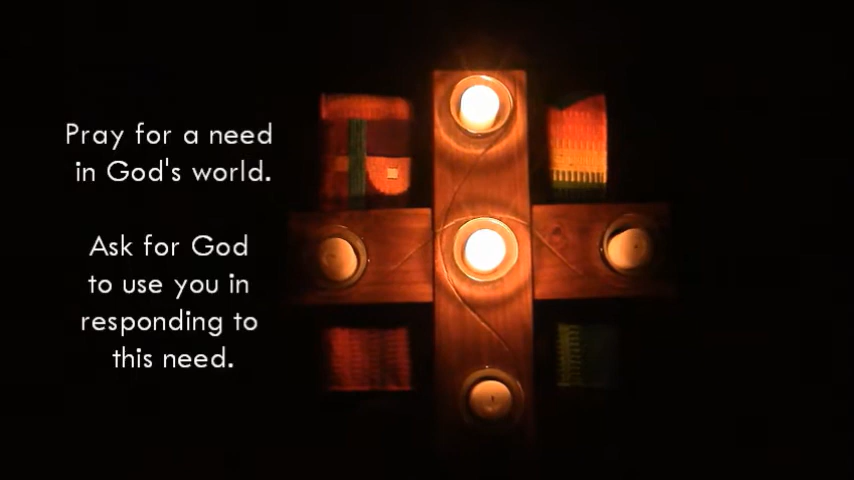 Pray for a need
in God's world.
Ask for God
to use you in
responding to
this need.